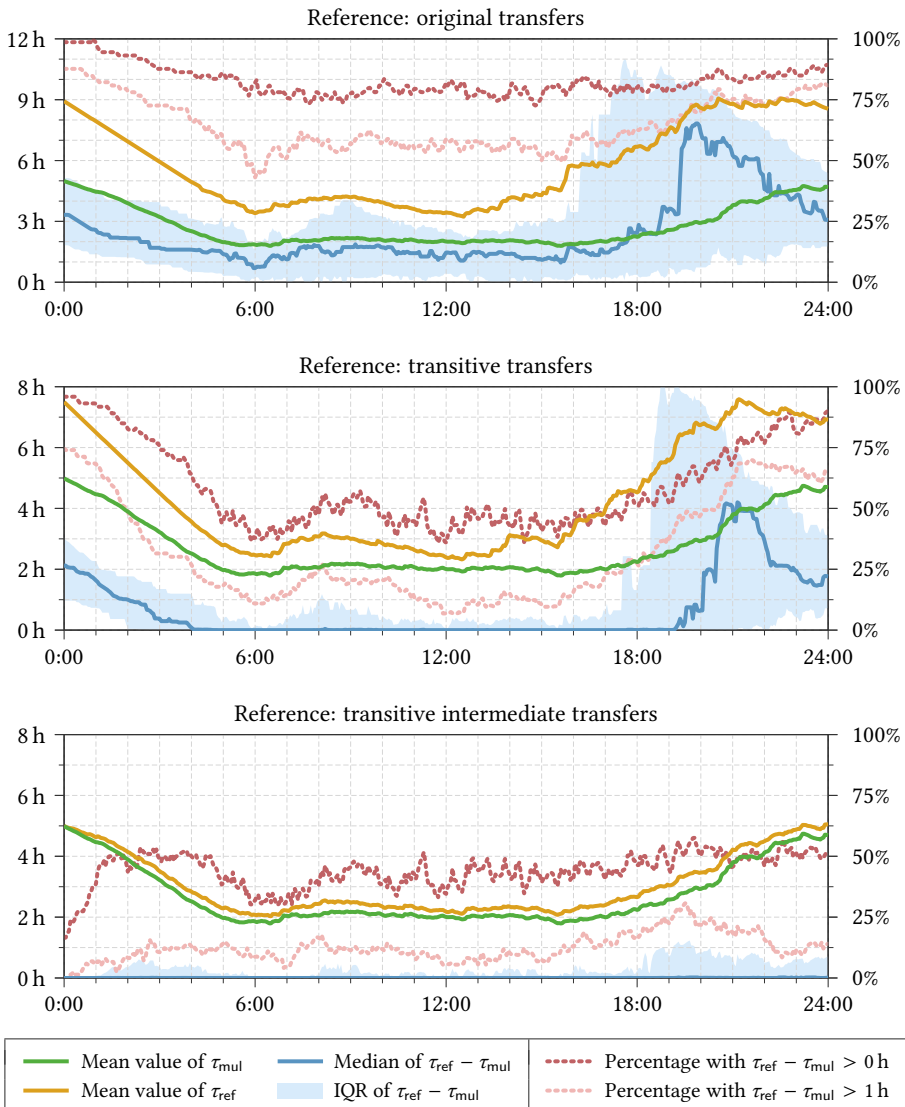 Reference: original transfers
12 h 100%
9 h 75%
6 h 50%
3 h 25%
0 h 0%
0:00 6:00 12:00 18:00 24:00
Reference: transitive transfers
8 h 100%
6 h 75%
4 h 50%
2 h 25%
0 h 0%
0:00 6:00 12:00 18:00 24:00
Reference: transitive intermediate transfers
8 h 100%
6 h 75%
4 h 50%
2 h 25%
0 h 0%
0:00 6:00 12:00 18:00 24:00
Mean value of τmul Median of τref − τmul Percentage with τref − τmul > 0 h
Mean value of τref IQR of τref − τmul Percentage with τref − τmul > 1 h